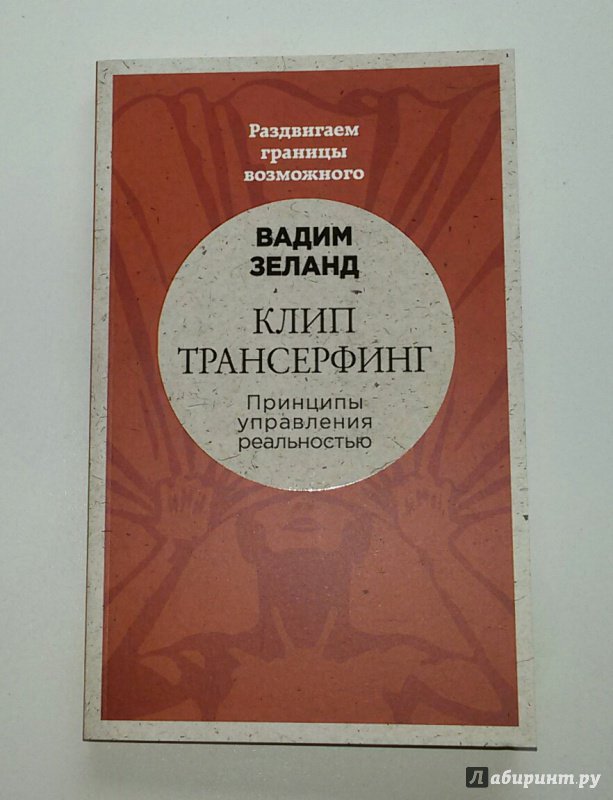 Раздвигаем
границы
возможного
ВАДИМ
ЗЕЛАНД
КЛИП
ТРАНСЕРФИНГ
Принципы
управления
реальностью
Лабиринт.ру